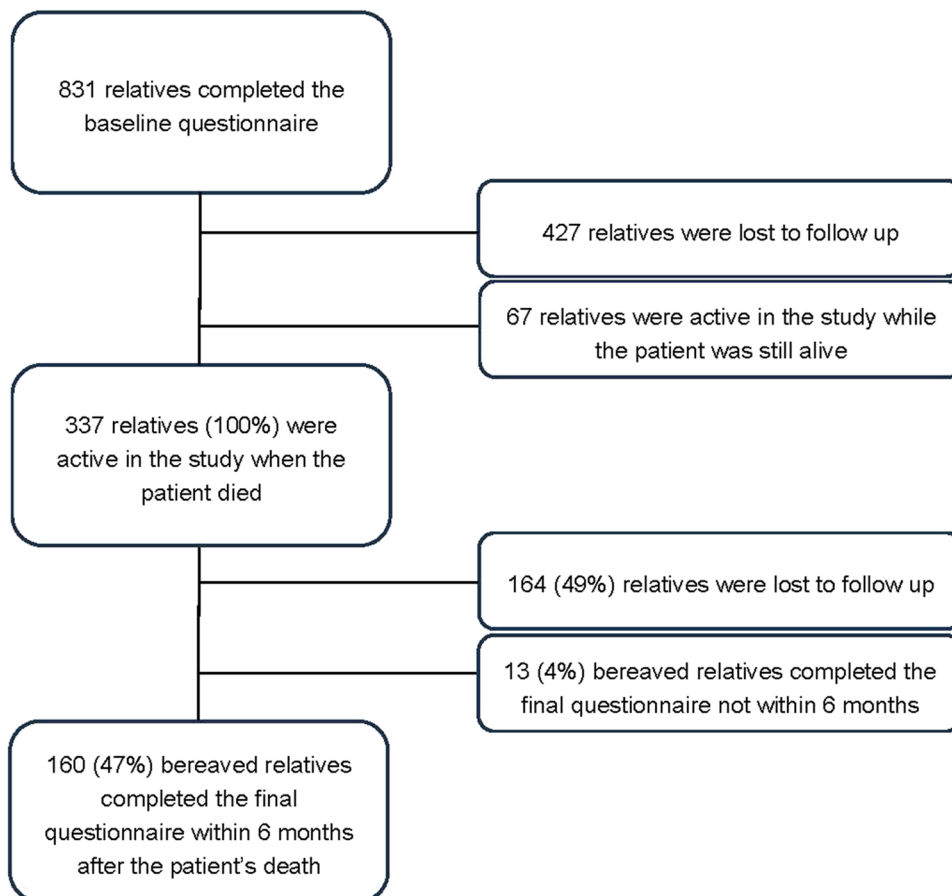 831 relatives completed the
baseline questionnaire
427 relatives were lost to follow up
67 relatives were active in the study while
the patient was still alive
337 relatives (100%) were
active in the study when the
patient died
164 (49%) relatives were lost to follow up
13 (4%) bereaved relatives completed the
final questionnaire not within 6 months
160 (47%) bereaved relatives
completed the final
questionnaire within 6 months
after the patient's death